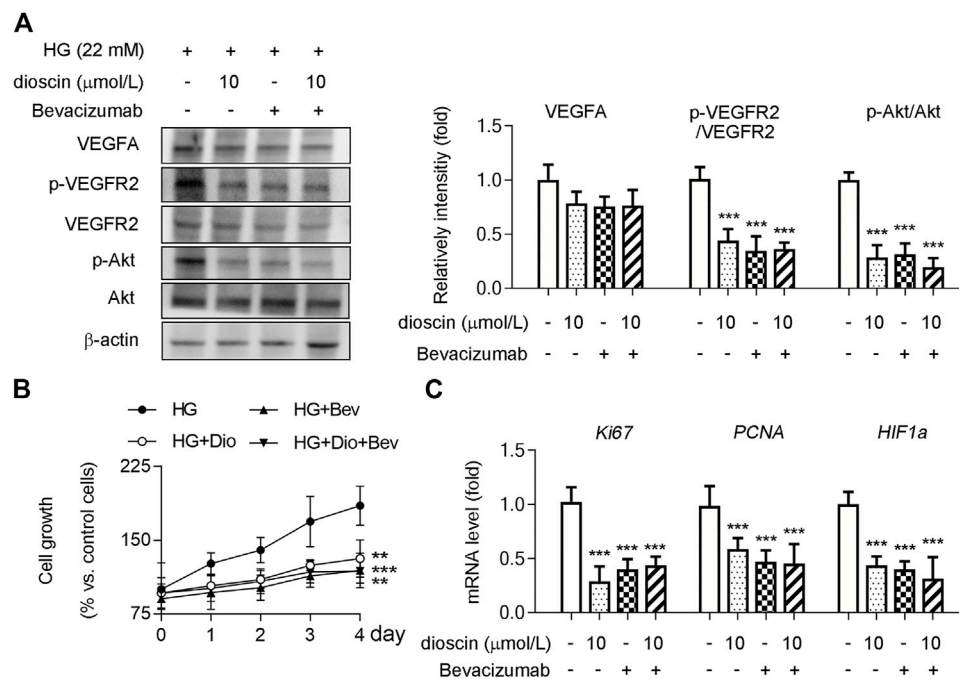 A
HG (22 mM) + + + +
dioscin (μmol/L) - 10 - 10
Bevacizumab - - + +
VEGFA
p-VEGFR2
VEGFR2
p-Akt
Akt
β-actin
VEGFA p-VEGFR2 p-Akt/Akt
/VEGFR2
Relatively intensitiy (fold)
1.5
1.0
0.5
0.0
*** *** *** *** *** ***
dioscin (μmol/L) - 10 - 10 - 10 - 10 - 10 - 10
Bevacizumab - - + + - - + + - - + +
B
HG HG+Bev
HG+Dio HG+Dio+Bev
Cell growth
(% vs. control cells)
225
150
75
**
***
**
0 1 2 3 4 day
C
Ki67 PCNA HIF1a
mRNA level (fold)
1.5
1.0
0.5
0.0
*** *** *** *** *** *** *** *** ***
dioscin (μmol/L) - 10 - 10 - 10 - 10 - 10 - 10
Bevacizumab - - + + - - + + - - + +